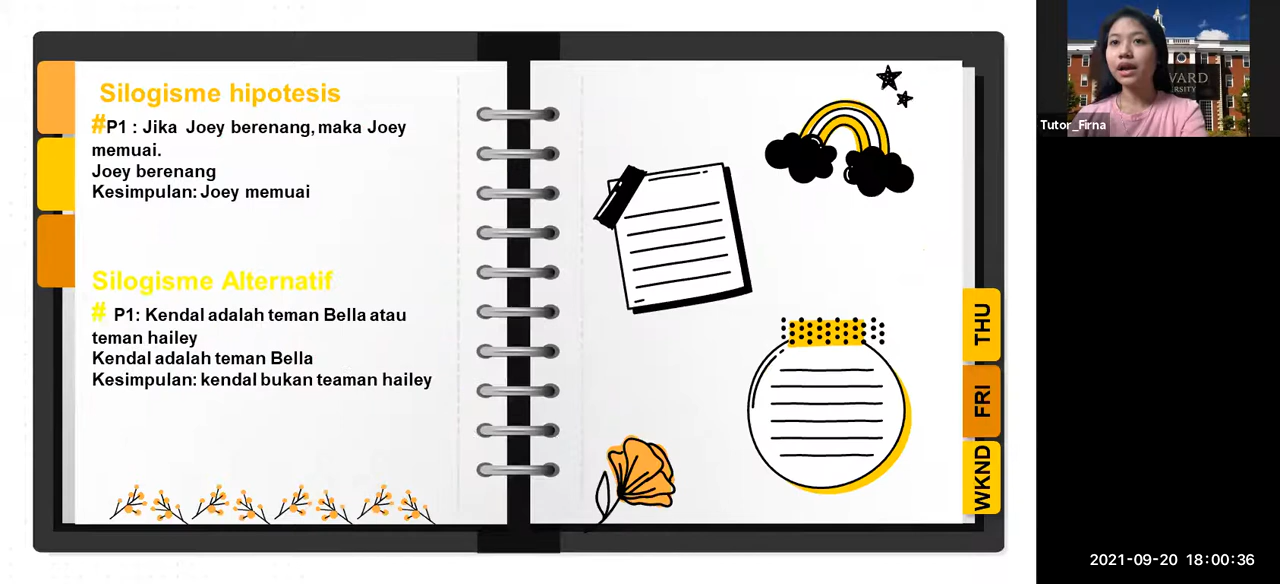 Silogisme hipotesis
#P1 : Jika Joey berenang, maka Joey
memuai.
Joey berenang
Kesimpulan: Joey memuai
Silogisme Alternatif
# P1: Kendal adalah teman Bella atau
teman hailey
Kendal adalah teman Bella
Kesimpulan: kendal bukan teaman hailey
THU
FRI
WKND
VARD
RSITY
Tutor_Firna
2021-09-20 18:00:36